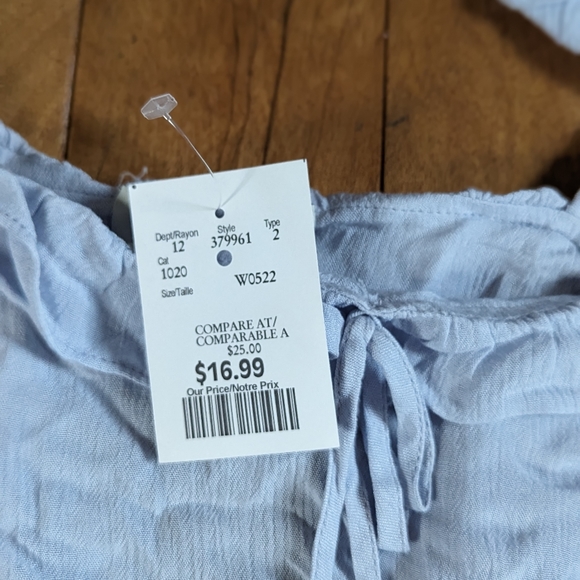 Dept/Rayon Style Type
12 379961 2
Cat
1020 W0522
Size/Taille
COMPARE AT/
COMPARABLE A
$25.00
$16.99
Our Price/Notre Prix